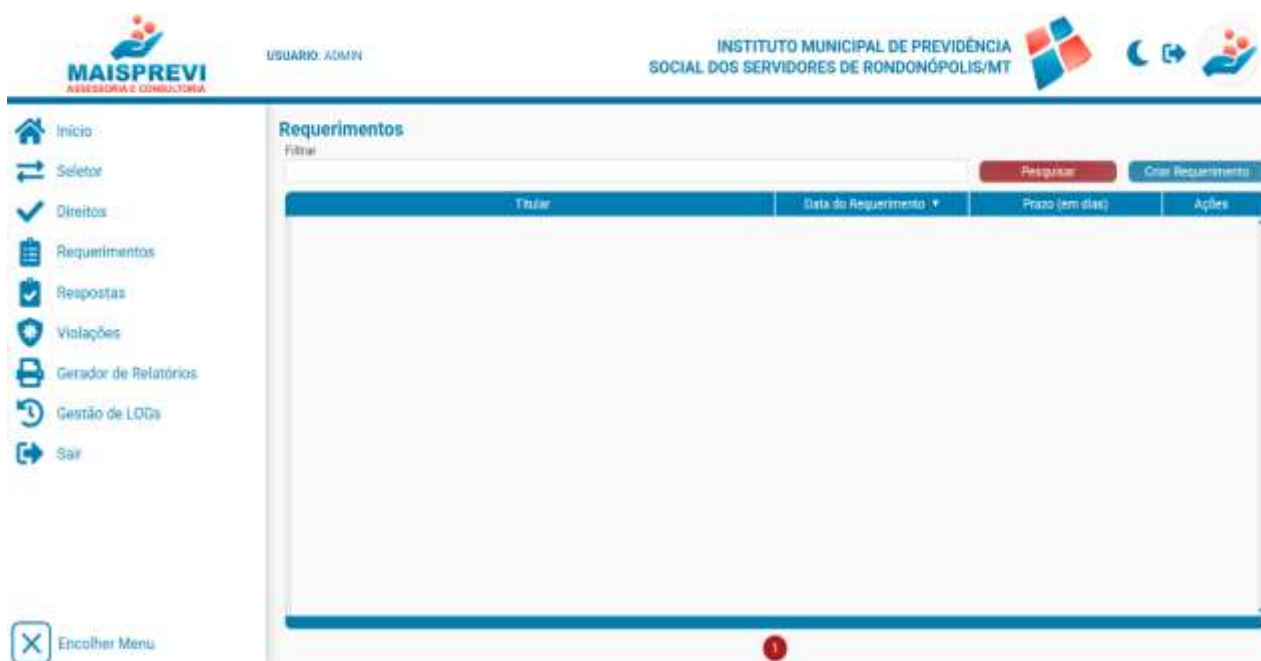 MAISPREVI
ASSESSORIA E CONSULTORIA
USUARIO: ADMIN
INSTITUTO MUNICIPAL DE PREVIDÊNCIA
SOCIAL DOS SERVIDORES DE RONDONÓPOLIS/MT
Início
Seletor
Direitos
Requerimentos
Respostas
Violações
Gerador de Relatórios
Gestão de LOGs
Sair
Encolher Menu
Requerimentos
Filtrar
Pesquisar
Criar Requerimento
Titular
Data do Requerimento ▼
Prazo (em dias)
Ações
1